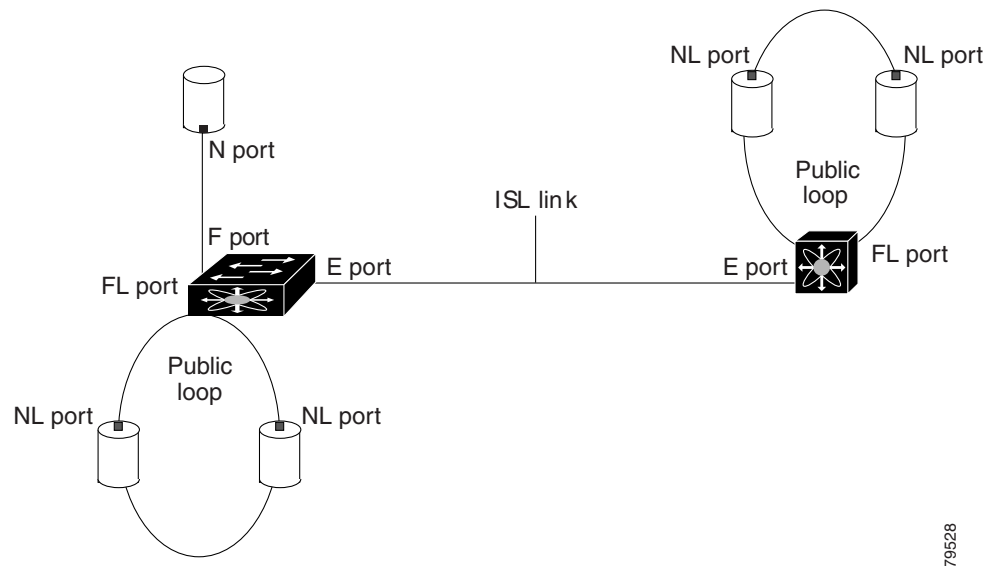 NL port
NL port
N port
Public
loop
ISL link
F port
E port
E port
FL port
FL port
Public
loop
NL port
NL port
79528